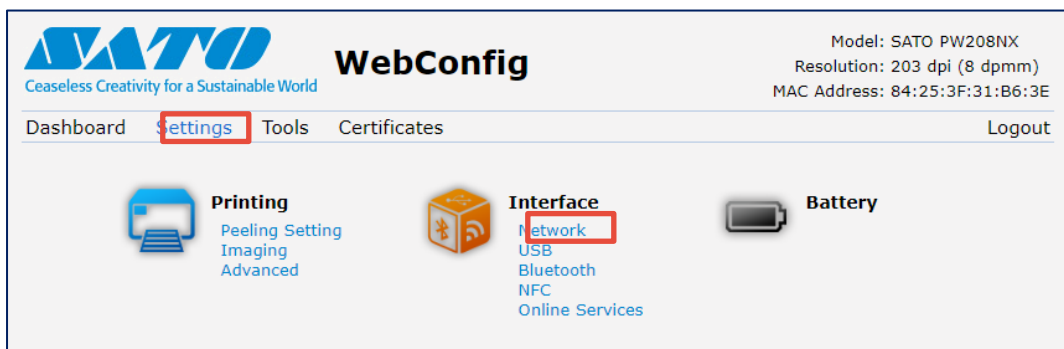 SATO
Ceaseless Creativity for a Sustainable World
WebConfig
Model: SATO PW208NX
Resolution: 203 dpi (8 dpmm)
MAC Address: 84:25:3F:31:B6:3E
Dashboard Settings Tools Certificates Logout
Printing
Peeling Setting
Imaging
Advanced
Interface
Network
USB
Bluetooth
NFC
Online Services
Battery